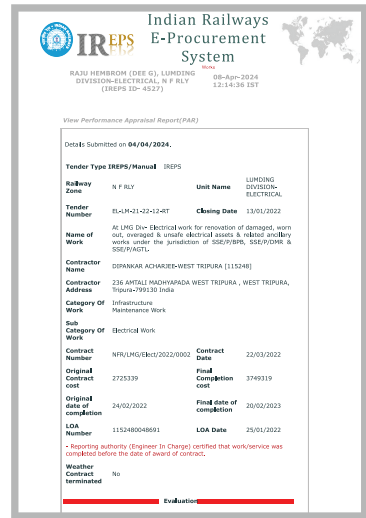 Indian Railways
IREPS E-Procurement
System
Works
RAJU HEMBROM (DEE G), LUMDING
DIVISION-ELECTRICAL, N F RLY
(IREPS ID- 4527)
08-Apr-2024
12:14:36 IST
View Performance Appraisal Report(PAR)
Details Submitted on 04/04/2024.
Tender Type IREPS/Manual IREPS
Railway Zone N F RLY Unit Name LUMDING DIVISION-ELECTRICAL
Tender Number EL-LM-21-22-12-RT Closing Date 13/01/2022
Name of Work At LMG Div- Electrical work for renovation of damaged, worn
out, overaged & unsafe electrical assets & related ancillary
works under the jurisdiction of SSE/P/BPB, SSE/P/DMR &
SSE/P/AGTL.
Contractor Name DIPANKAR ACHARJEE-WEST TRIPURA [115248]
Contractor Address 236 AMTALI MADHYAPADA WEST TRIPURA , WEST TRIPURA,
Tripura-799130 India
Category Of Work Infrastructure
Maintenance Work
Sub Category Of Work Electrical Work
Contract Number NFR/LMG/Elect/2022/0002 Contract Date 22/03/2022
Original Contract cost 2725339 Final Completion cost 3749319
Original date of completion 24/02/2022 Final date of completion 20/02/2023
LOA Number 1152480048691 LOA Date 25/01/2022
- Reporting authority (Engineer In Charge) certified that work/service was
completed before the date of award of contract.
Weather Contract terminated No
Evaluation